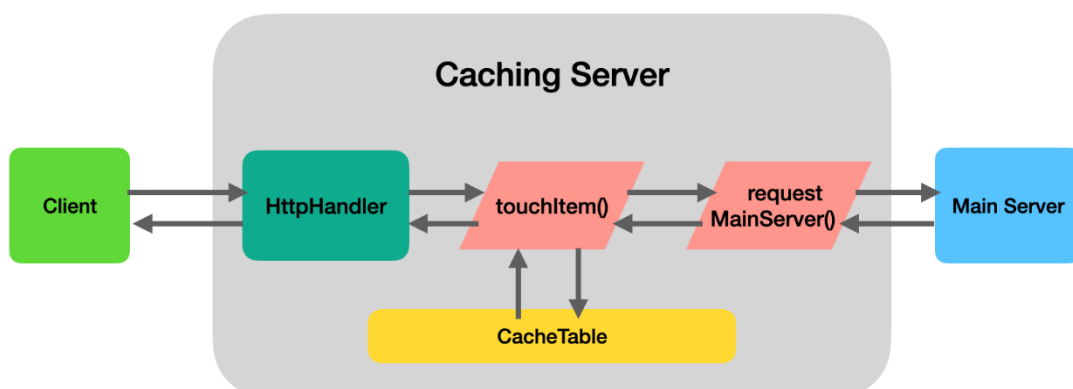 Caching Server
Client
HttpHandler
touchItem()
request
MainServer()
Main Server
CacheTable